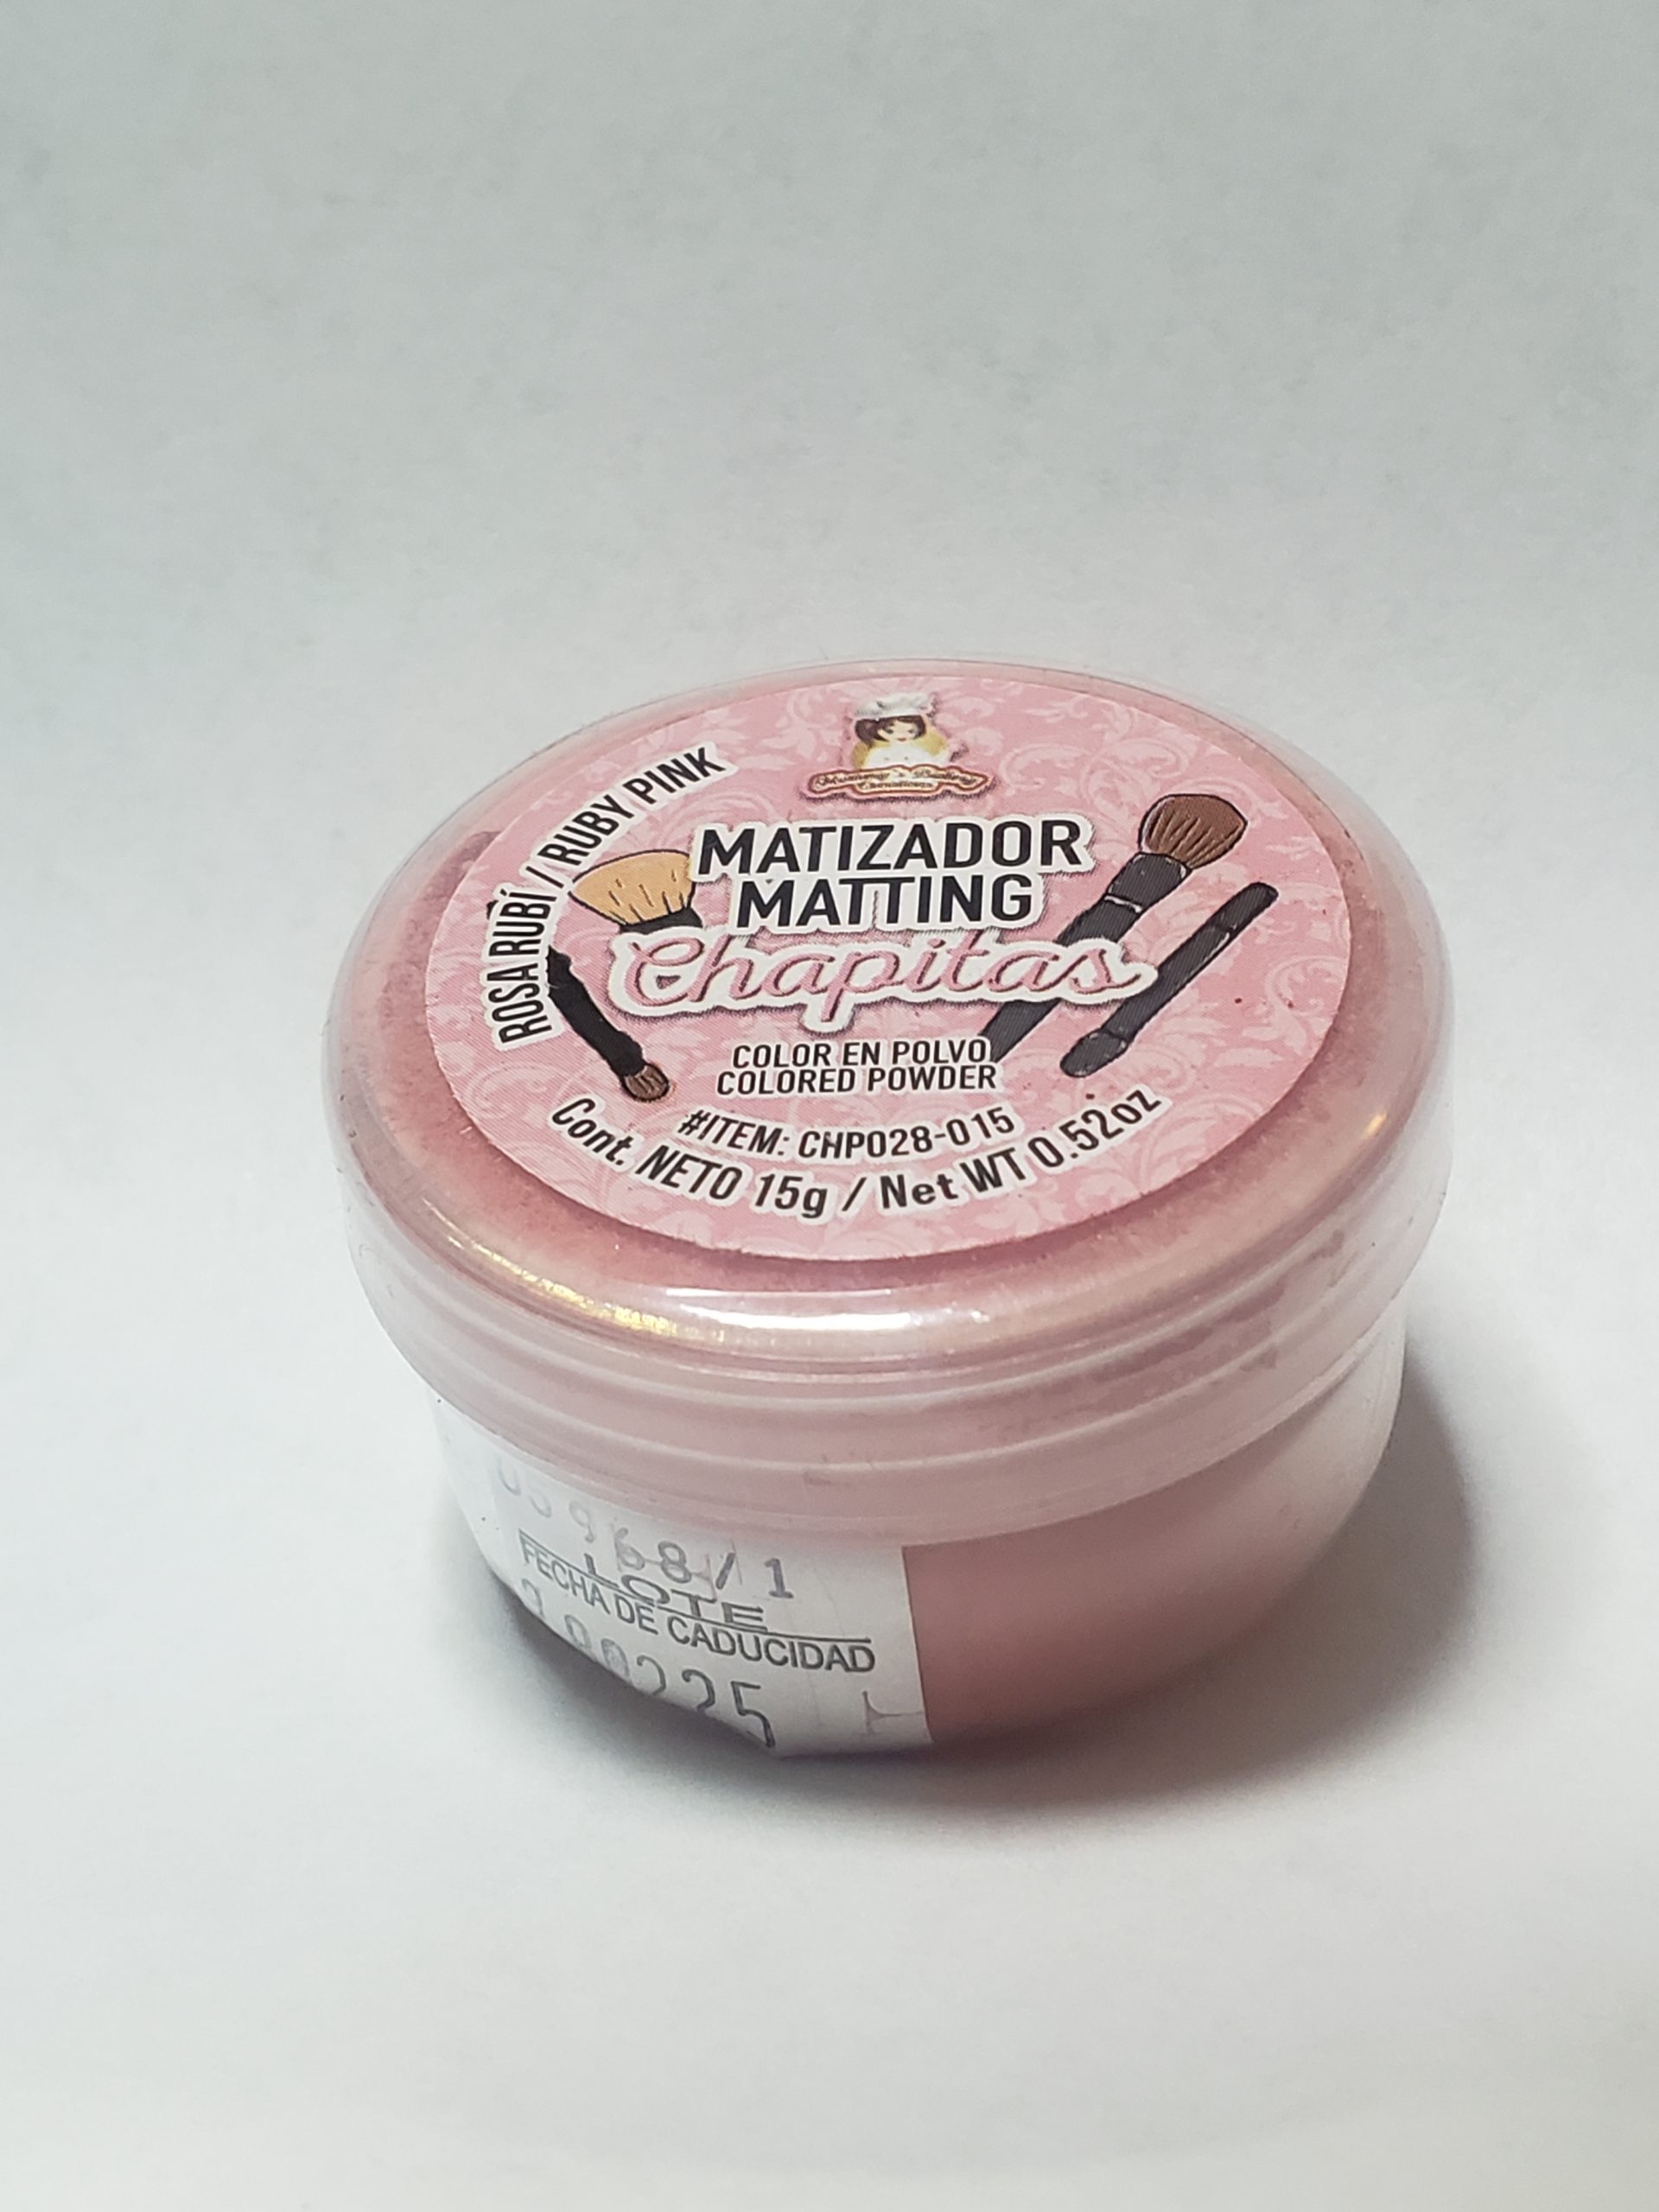 ROSA RUBÍ / RUBY PINK
MATIZADOR
MATTING
Chapitas
COLOR EN POLVO
COLORED POWDER
#ITEM: CHP028-015
Cont. NETO 15g / Net WT 0.52oz
LOTE
FECHA DE CADUCIDAD